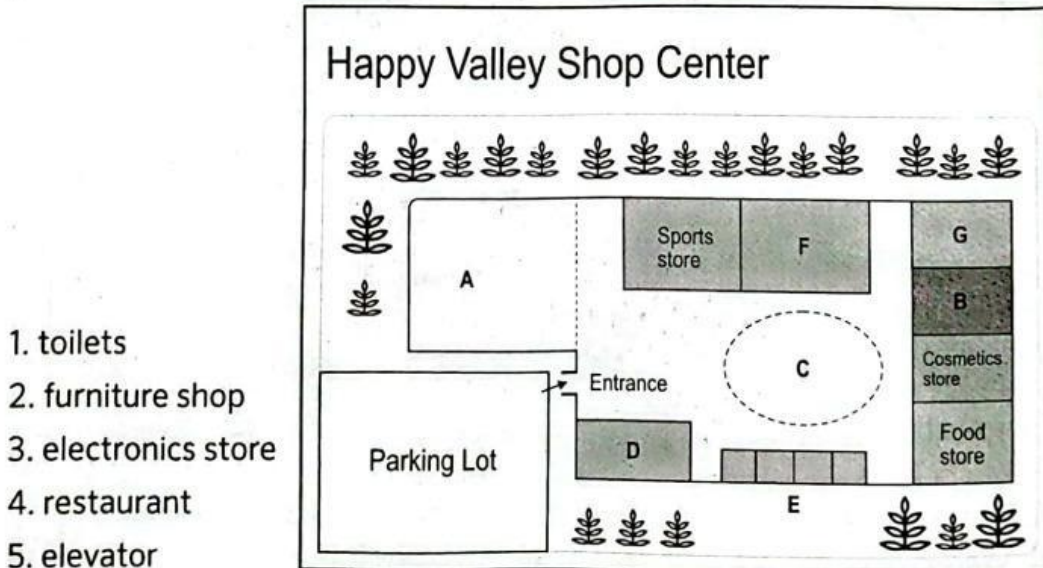 Happy Valley Shop Center
Sports
store
F
G
A
B
1. toilets
2. furniture shop
3. electronics store
4. restaurant
5. elevator
Entrance
C
Cosmetics
store
Parking Lot
D
Food
store
E